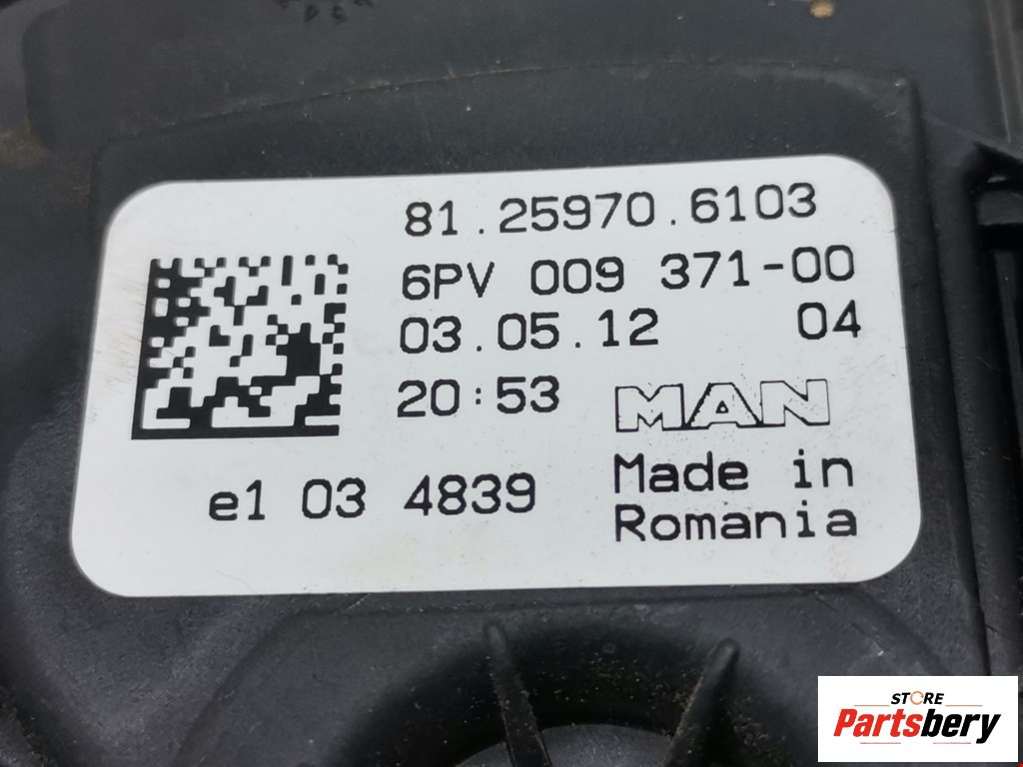 81.25970.6103
6PV 009 371-00
03.05.12 04
20:53 MAN
e1 03 4839
Made in
Romania
STORE
Partsbery